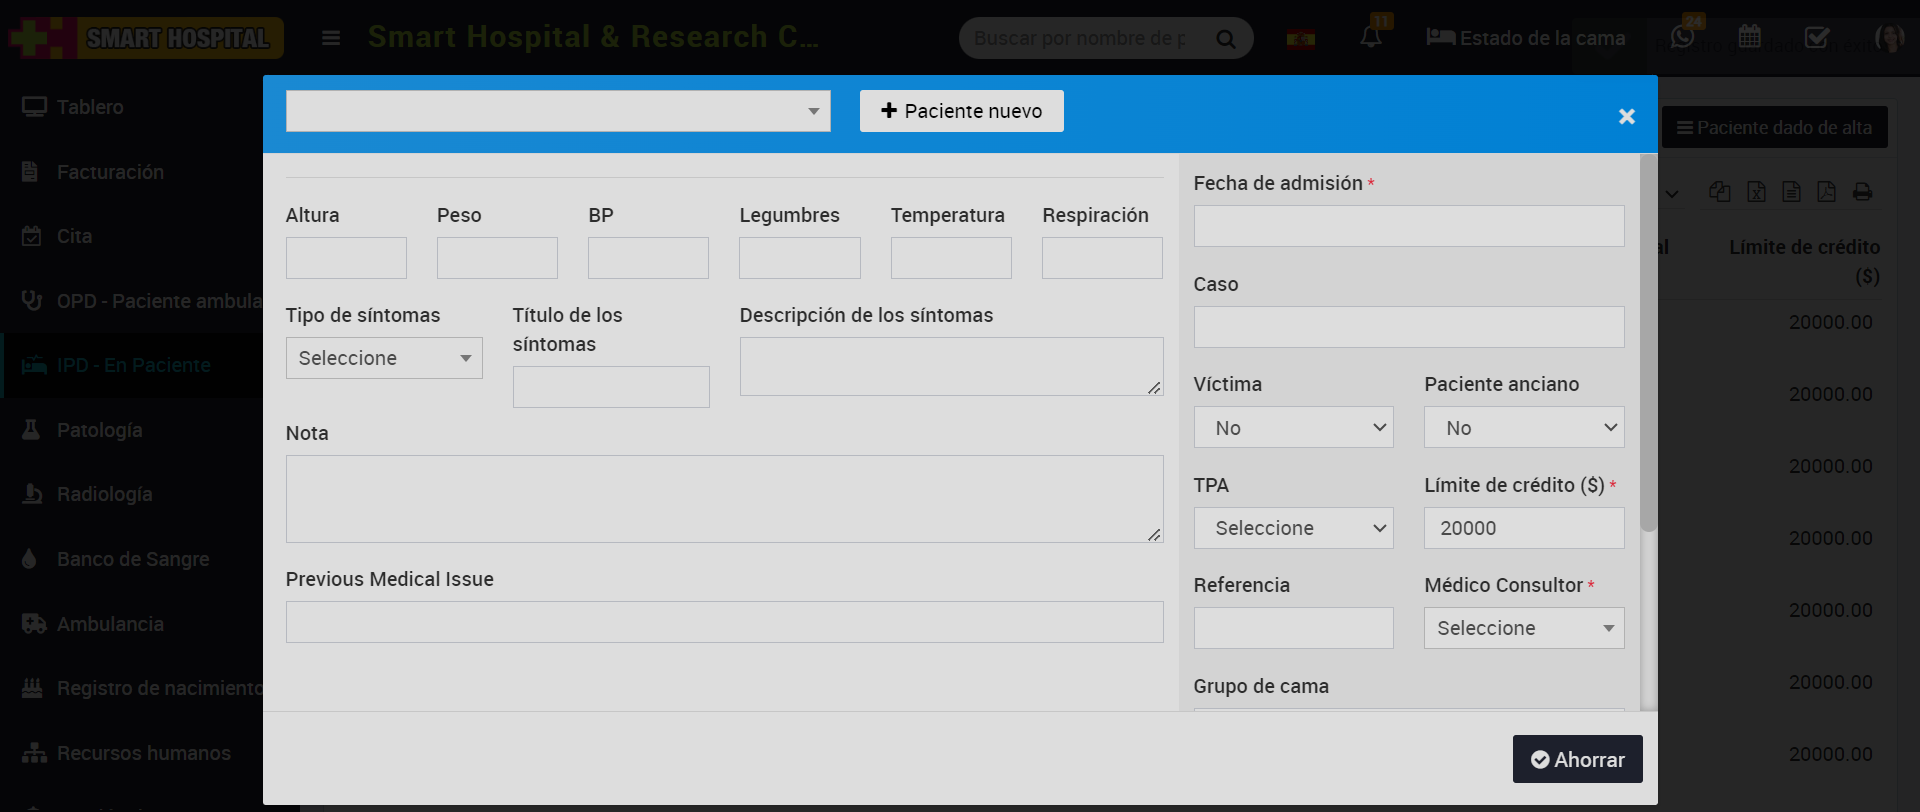 SMART HOSPITAL
Smart Hospital & Research C...
Buscar por nombre de p
11
Estado de la cama
24
Tablero
Facturación
Cita
OPD - Paciente ambula
IPD - En Paciente
Patología
Radiología
Banco de Sangre
Ambulancia
Registro de nacimiento
Recursos humanos
Paciente nuevo
×
Paciente dado de alta
Altura
Peso
BP
Legumbres
Temperatura
Respiración
Tipo de síntomas
Seleccione
Título de los
síntomas
Descripción de los síntomas
Nota
Previous Medical Issue
Fecha de admisión *
Caso
Víctima
No
Paciente anciano
No
TPA
Seleccione
Límite de crédito ($) *
20000
Referencia
Médico Consultor *
Seleccione
Grupo de cama
Ahorrar
al
Límite de crédito
($)
20000.00
20000.00
20000.00
20000.00
20000.00
20000.00
20000.00